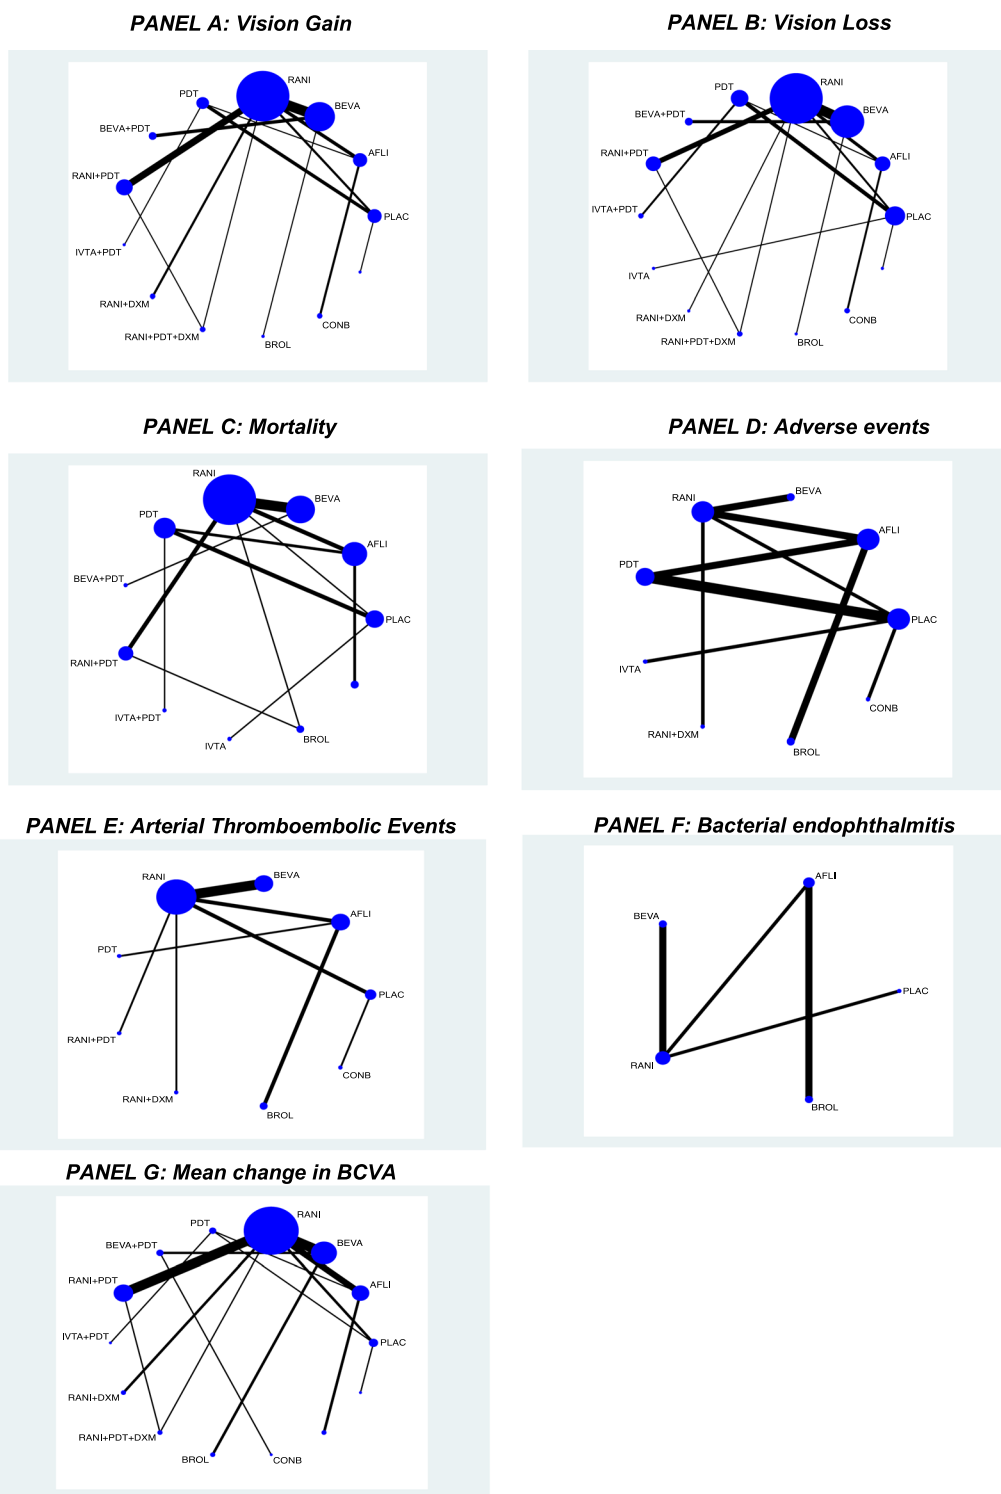 PANEL A: Vision Gain
RANI
PDT
BEVA
BEVA+PDT
AFLI
RANI+PDT
PLAC
IVTA+PDT
RANI+DXM
CONB
RANI+PDT+DXM
BROL
PANEL B: Vision Loss
RANI
PDT
BEVA
BEVA+PDT
AFLI
RANI+PDT
IVTA+PDT
PLAC
IVTA
RANI+DXM
CONB
RANI+PDT+DXM
BROL
PANEL C: Mortality
RANI
BEVA
PDT
AFLI
BEVA+PDT
PLAC
RANI+PDT
IVTA+PDT
BROL
IVTA
PANEL D: Adverse events
BEVA
RANI
AFLI
PDT
PLAC
IVTA
CONB
RANI+DXM
BROL
PANEL E: Arterial Thromboembolic Events
RANI
BEVA
AFLI
PDT
PLAC
RANI+PDT
CONB
RANI+DXM
BROL
PANEL F: Bacterial endophthalmitis
AFLI
BEVA
PLAC
RANI
BROL
PANEL G: Mean change in BCVA
RANI
PDT
BEVA
BEVA+PDT
RANI+PDT
AFLI
IVTA+PDT
PLAC
RANI+DXM
RANI+PDT+DXM
BROL
CONB